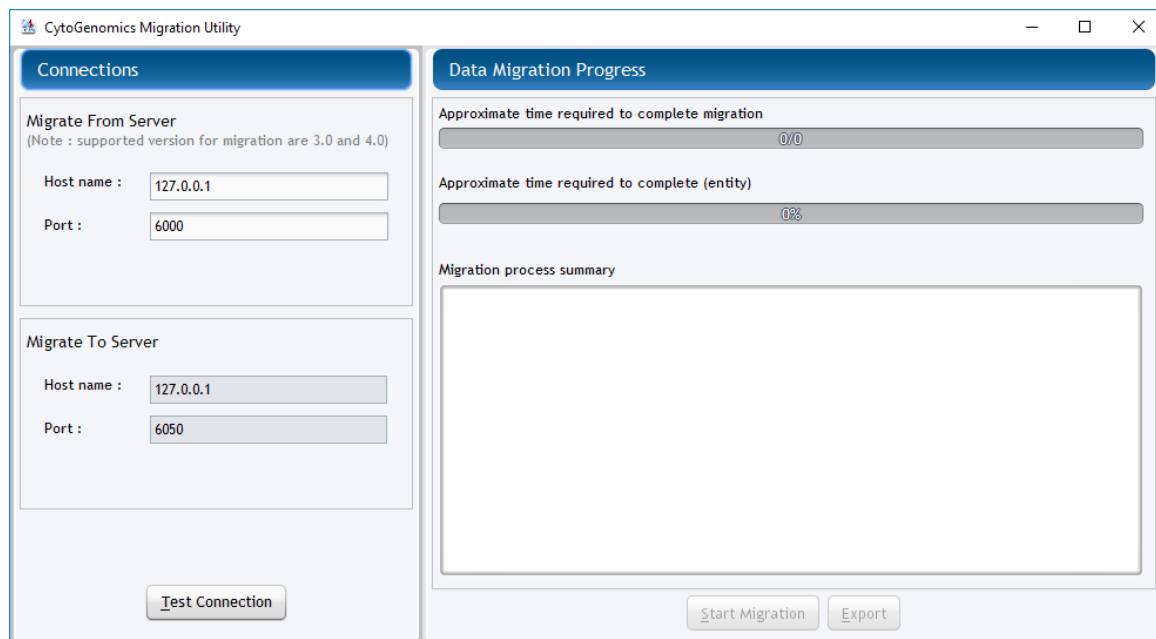 CytoGenomics Migration Utility
Connections
Migrate From Server
(Note : supported version for migration are 3.0 and 4.0)
Host name : 127.0.0.1
Port : 6000
Migrate To Server
Host name : 127.0.0.1
Port : 6050
Test Connection
Data Migration Progress
Approximate time required to complete migration
0/0
Approximate time required to complete (entity)
0%
Migration process summary
Start Migration Export